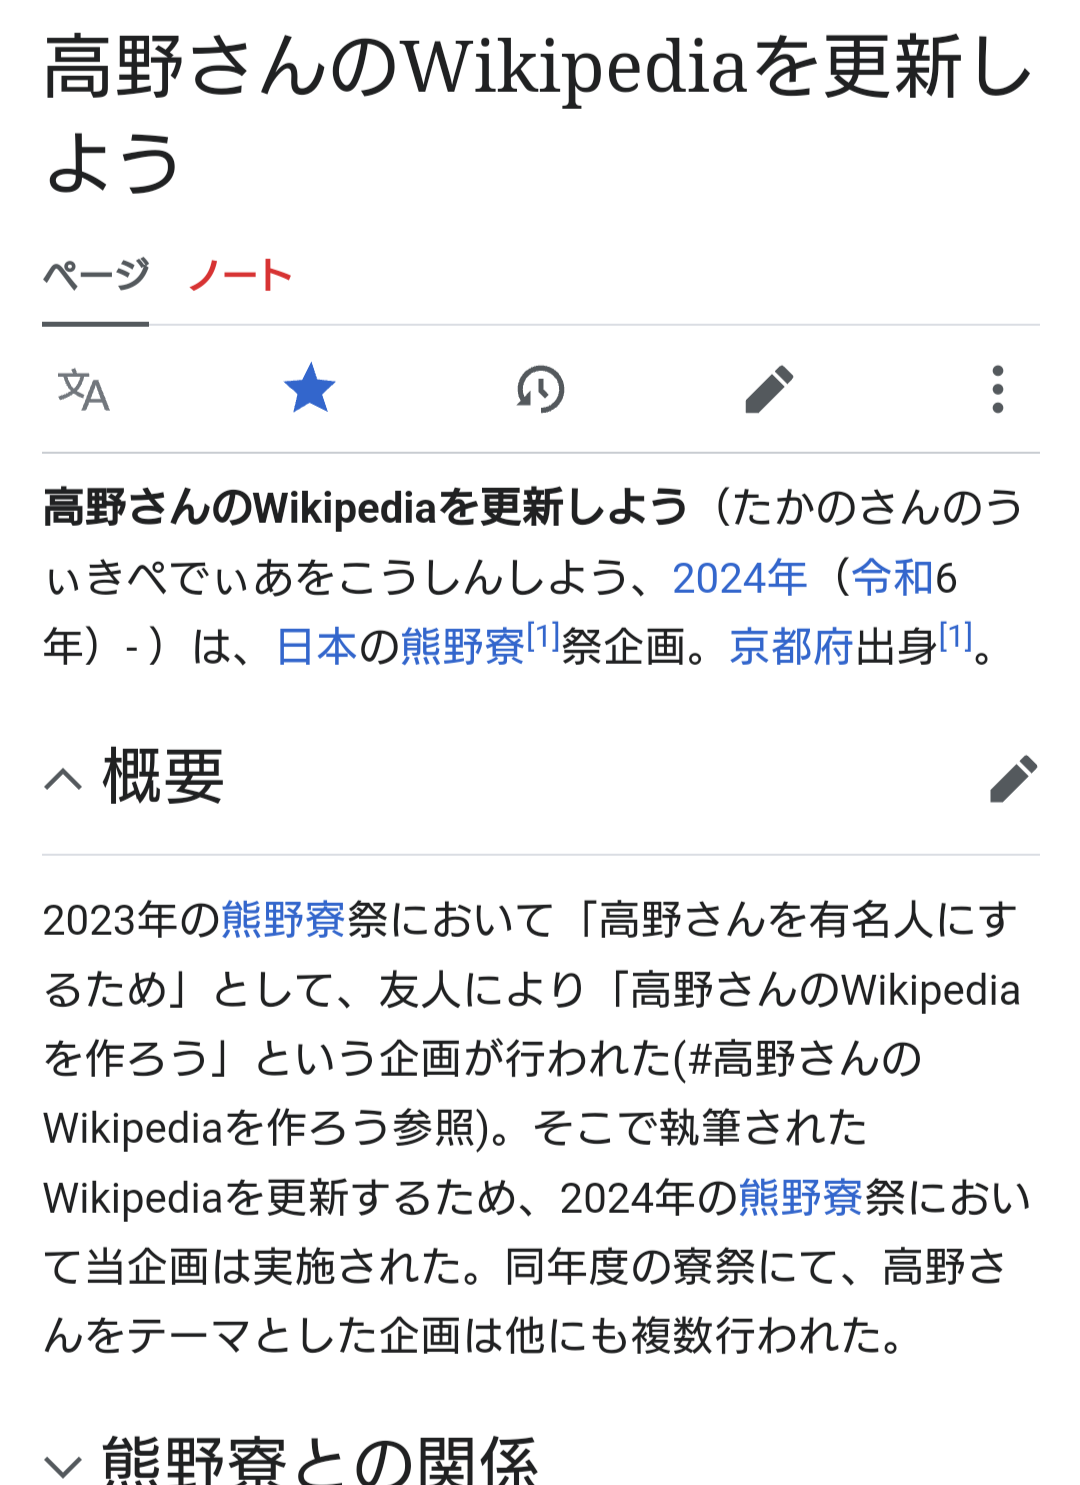 高野さんのWikipediaを更新し
よう
ページ ノート
文A
高野さんのWikipediaを更新しよう（たかのさんのう
ぃきぺでぃあをこうしんしよう、2024年（令和6
年）- ）は、日本の熊野寮[1]祭企画。京都府出身[1]。
概要
2023年の熊野寮祭において「高野さんを有名人にす
るため」として、友人により「高野さんのWikipedia
を作ろう」という企画が行われた(#高野さんの
Wikipediaを作ろう参照)。そこで執筆された
Wikipediaを更新するため、2024年の熊野寮祭におい
て当企画は実施された。同年度の寮祭にて、高野さ
んをテーマとした企画は他にも複数行われた。
熊野寮との関係